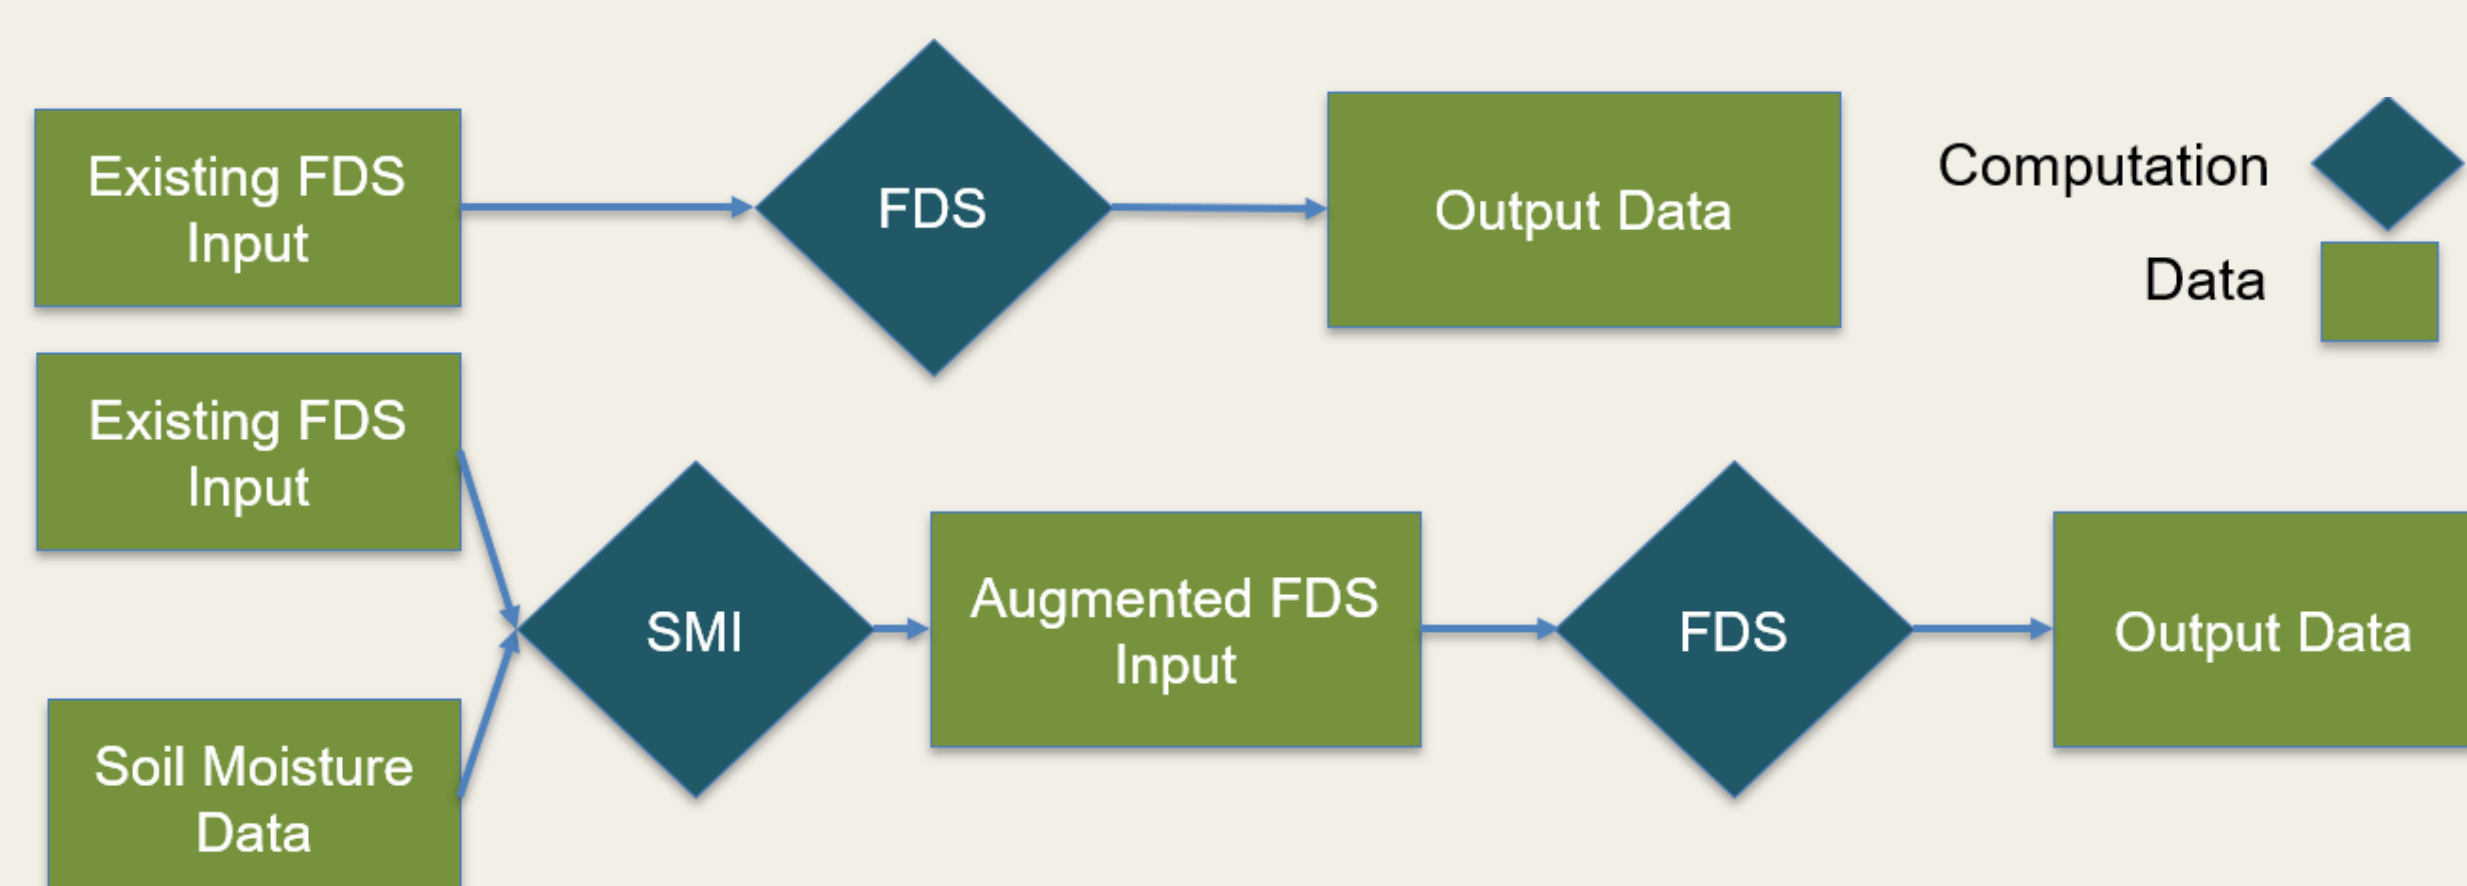 Existing FDS
Input
FDS
Output Data
Computation
Data
Existing FDS
Input
Soil Moisture
Data
SMI
Augmented FDS
Input
FDS
Output Data